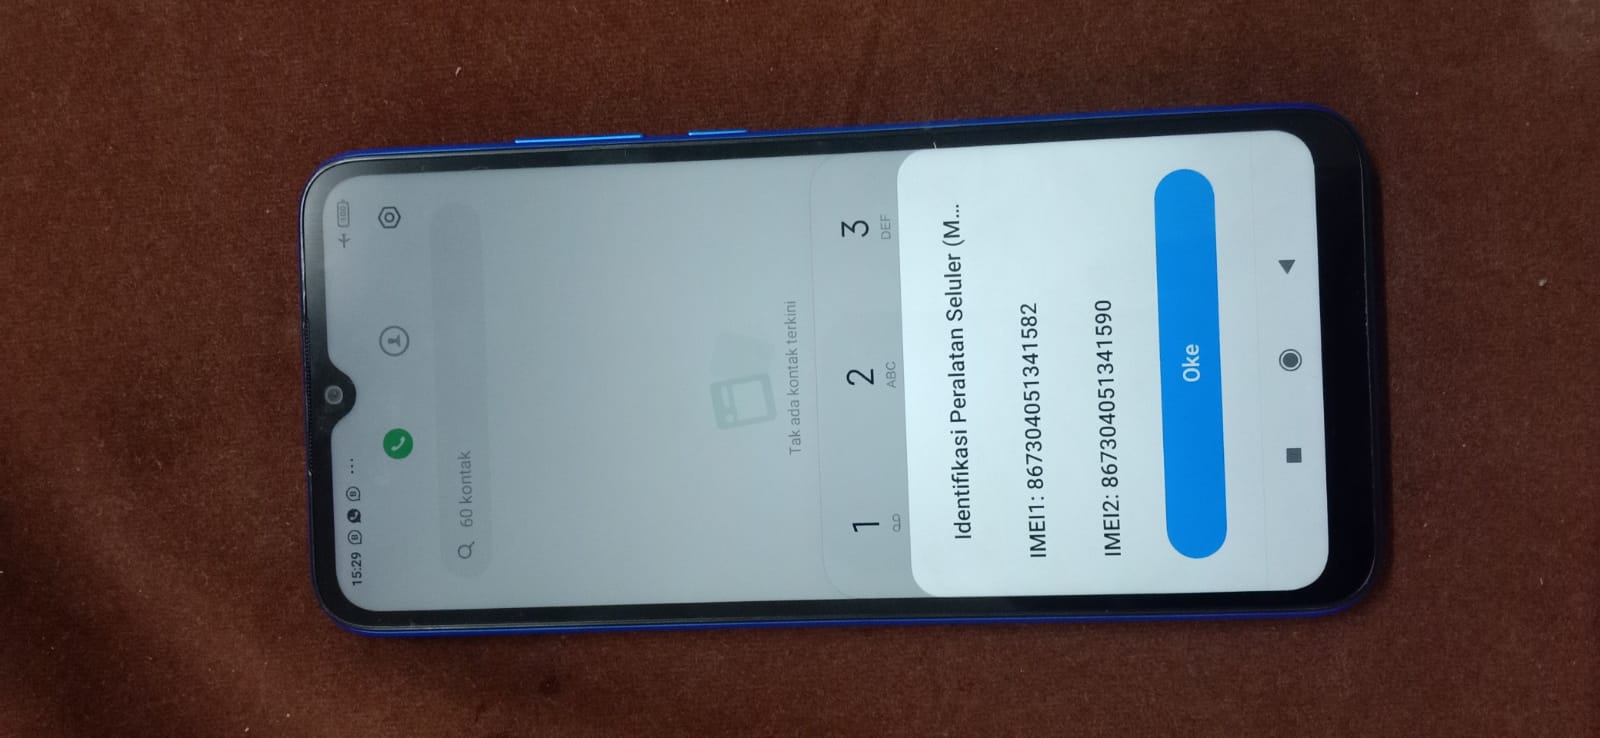 15:29
100
60 kontak
Tak ada kontak terkini
1 2 3
ABC DEF
Identifikasi Peralatan Seluler (M...
IMEI1: 867304051341582
IMEI2: 867304051341590
Oke